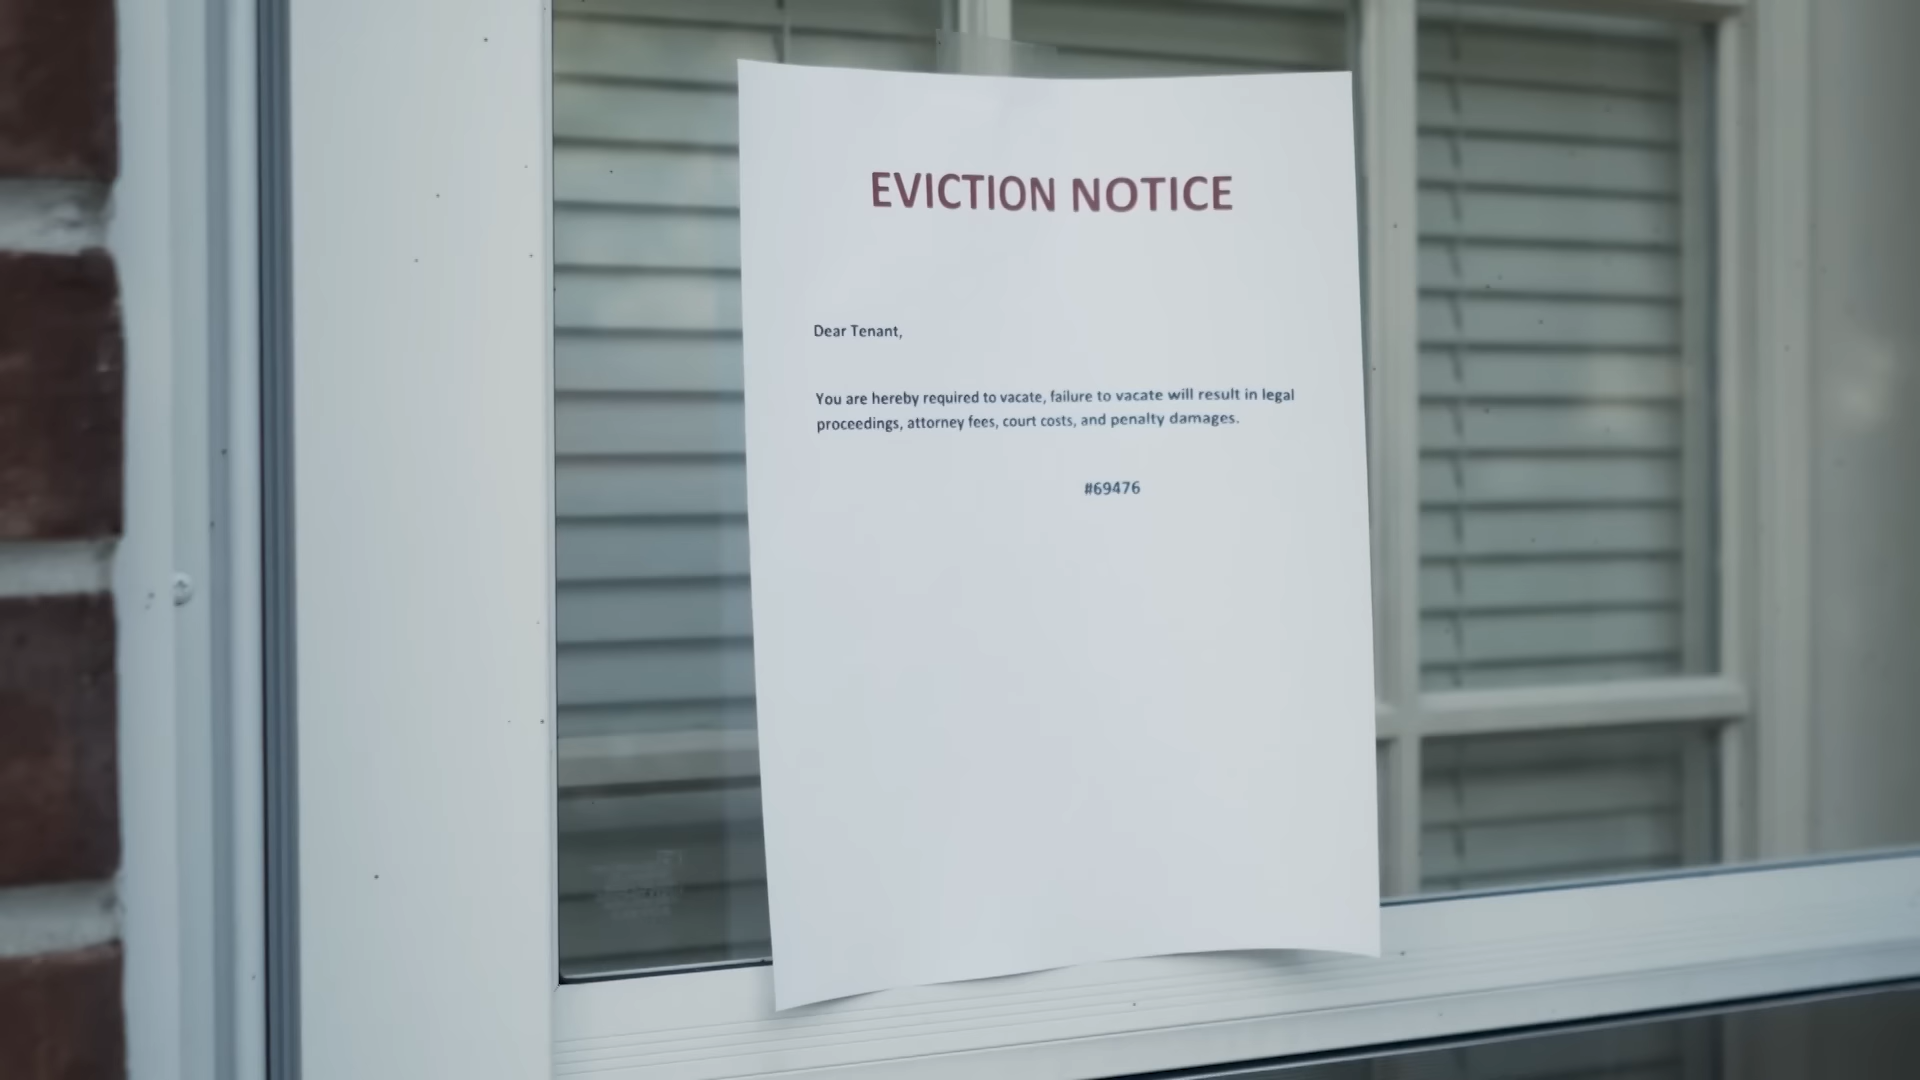 EVICTION NOTICE
Dear Tenant,
You are hereby required to vacate, failure to vacate will result in legal
proceedings, attorney fees, court costs, and penalty damages.
#69476